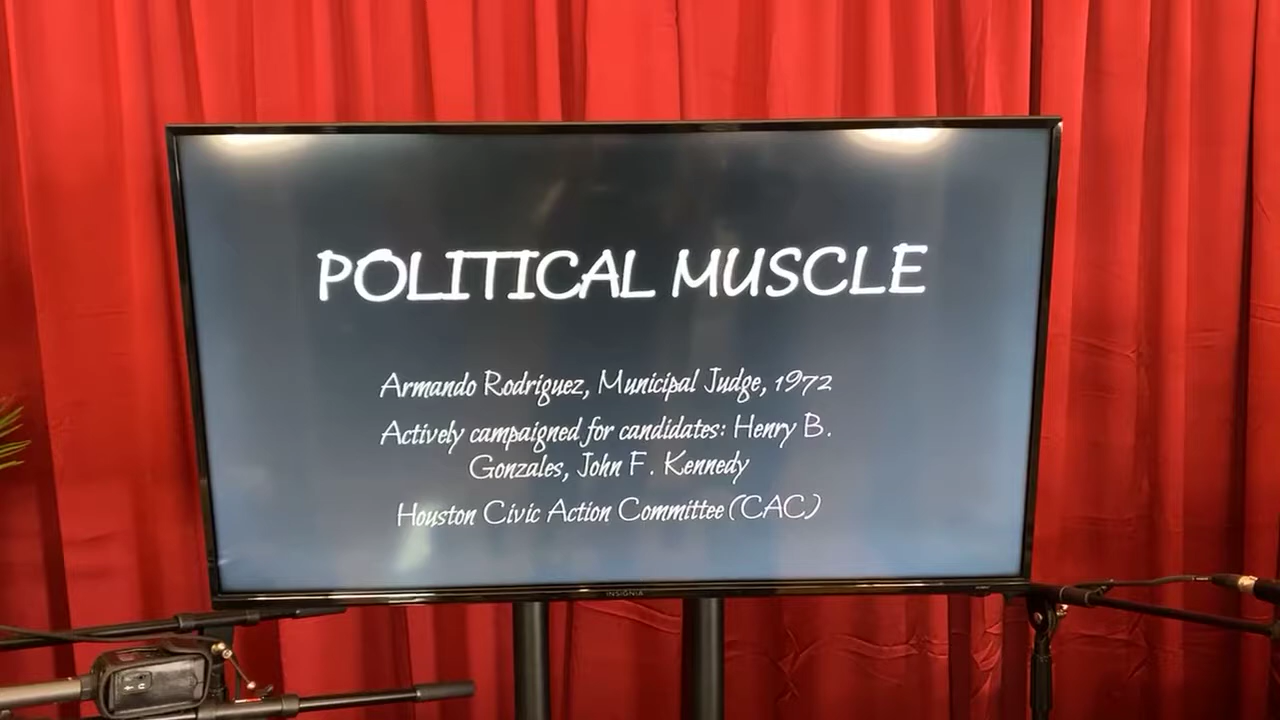 POLITICAL MUSCLE
Armando Rodriguez, Municipal Judge, 1972
Actively campaigned for candidates: Henry B.
Gonzales, John F. Kennedy
Houston Civic Action Committee (CAC)
INSIGNIA